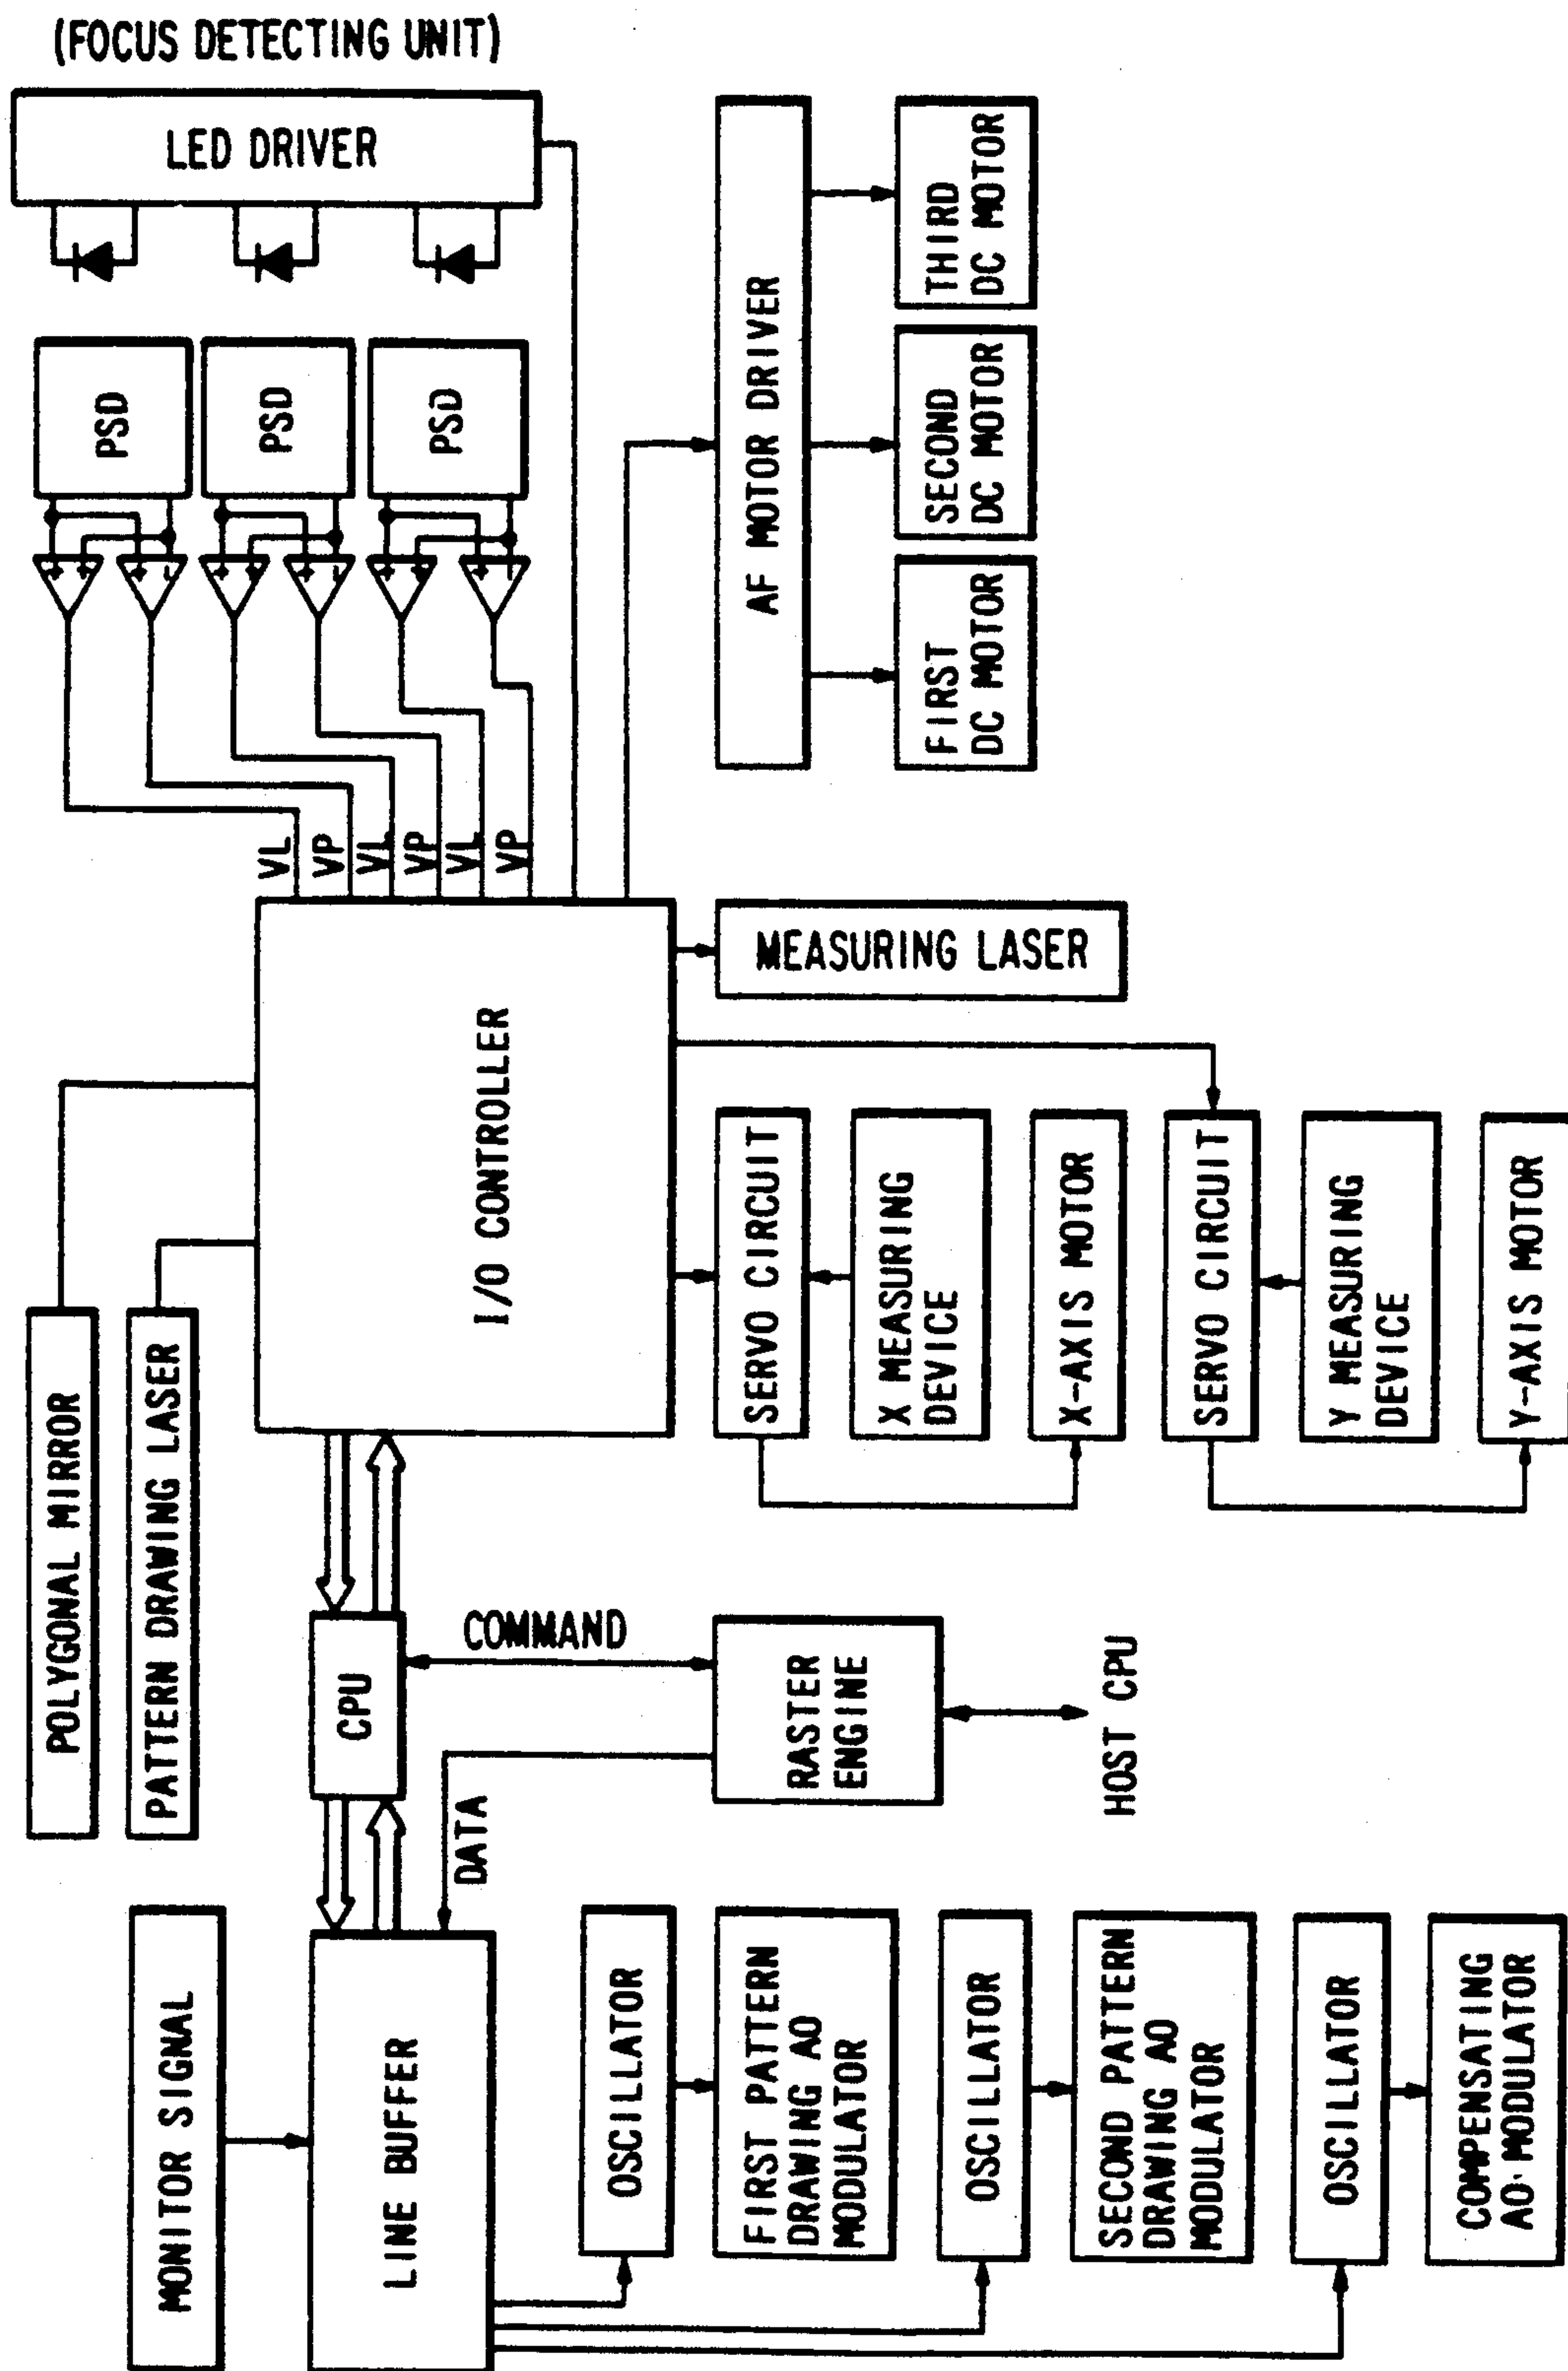 (FOCUS DETECTING UNIT)
LED DRIVER
PSD
PSD
PSD
VL
VP
VL
VP
VL
VP
AF MOTOR DRIVER
FIRST
DC MOTOR
SECOND
DC MOTOR
THIRD
DC MOTOR
POLYGONAL MIRROR
PATTERN DRAWING LASER
I/O CONTROLLER
MEASURING LASER
SERVO CIRCUIT
X MEASURING
DEVICE
X-AXIS MOTOR
SERVO CIRCUIT
Y MEASURING
DEVICE
Y-AXIS MOTOR
CPU
COMMAND
DATA
RASTER
ENGINE
HOST CPU
MONITOR SIGNAL
LINE BUFFER
OSCILLATOR
FIRST PATTERN
DRAWING AO
MODULATOR
OSCILLATOR
SECOND PATTERN
DRAWING AO
MODULATOR
OSCILLATOR
COMPENSATING
AO MODULATOR